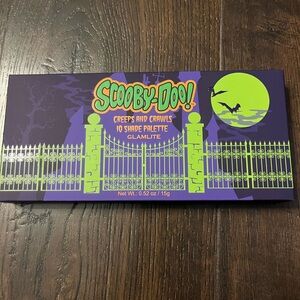 SCOOBY-DOO!
CREEPS AND CRAWLS
10 SHADE PALETTE
GLAMLITE
Net Wt.: 0.52 oz / 15g